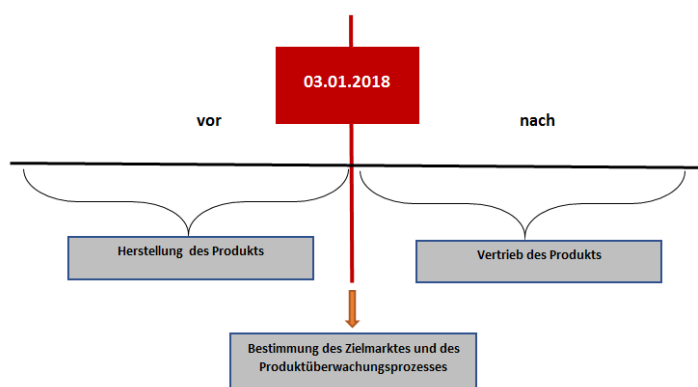 03.01.2018
vor
nach
Herstellung des Produkts
Vertrieb des Produkts
Bestimmung des Zielmarktes und des
Produktüberwachungsprozesses